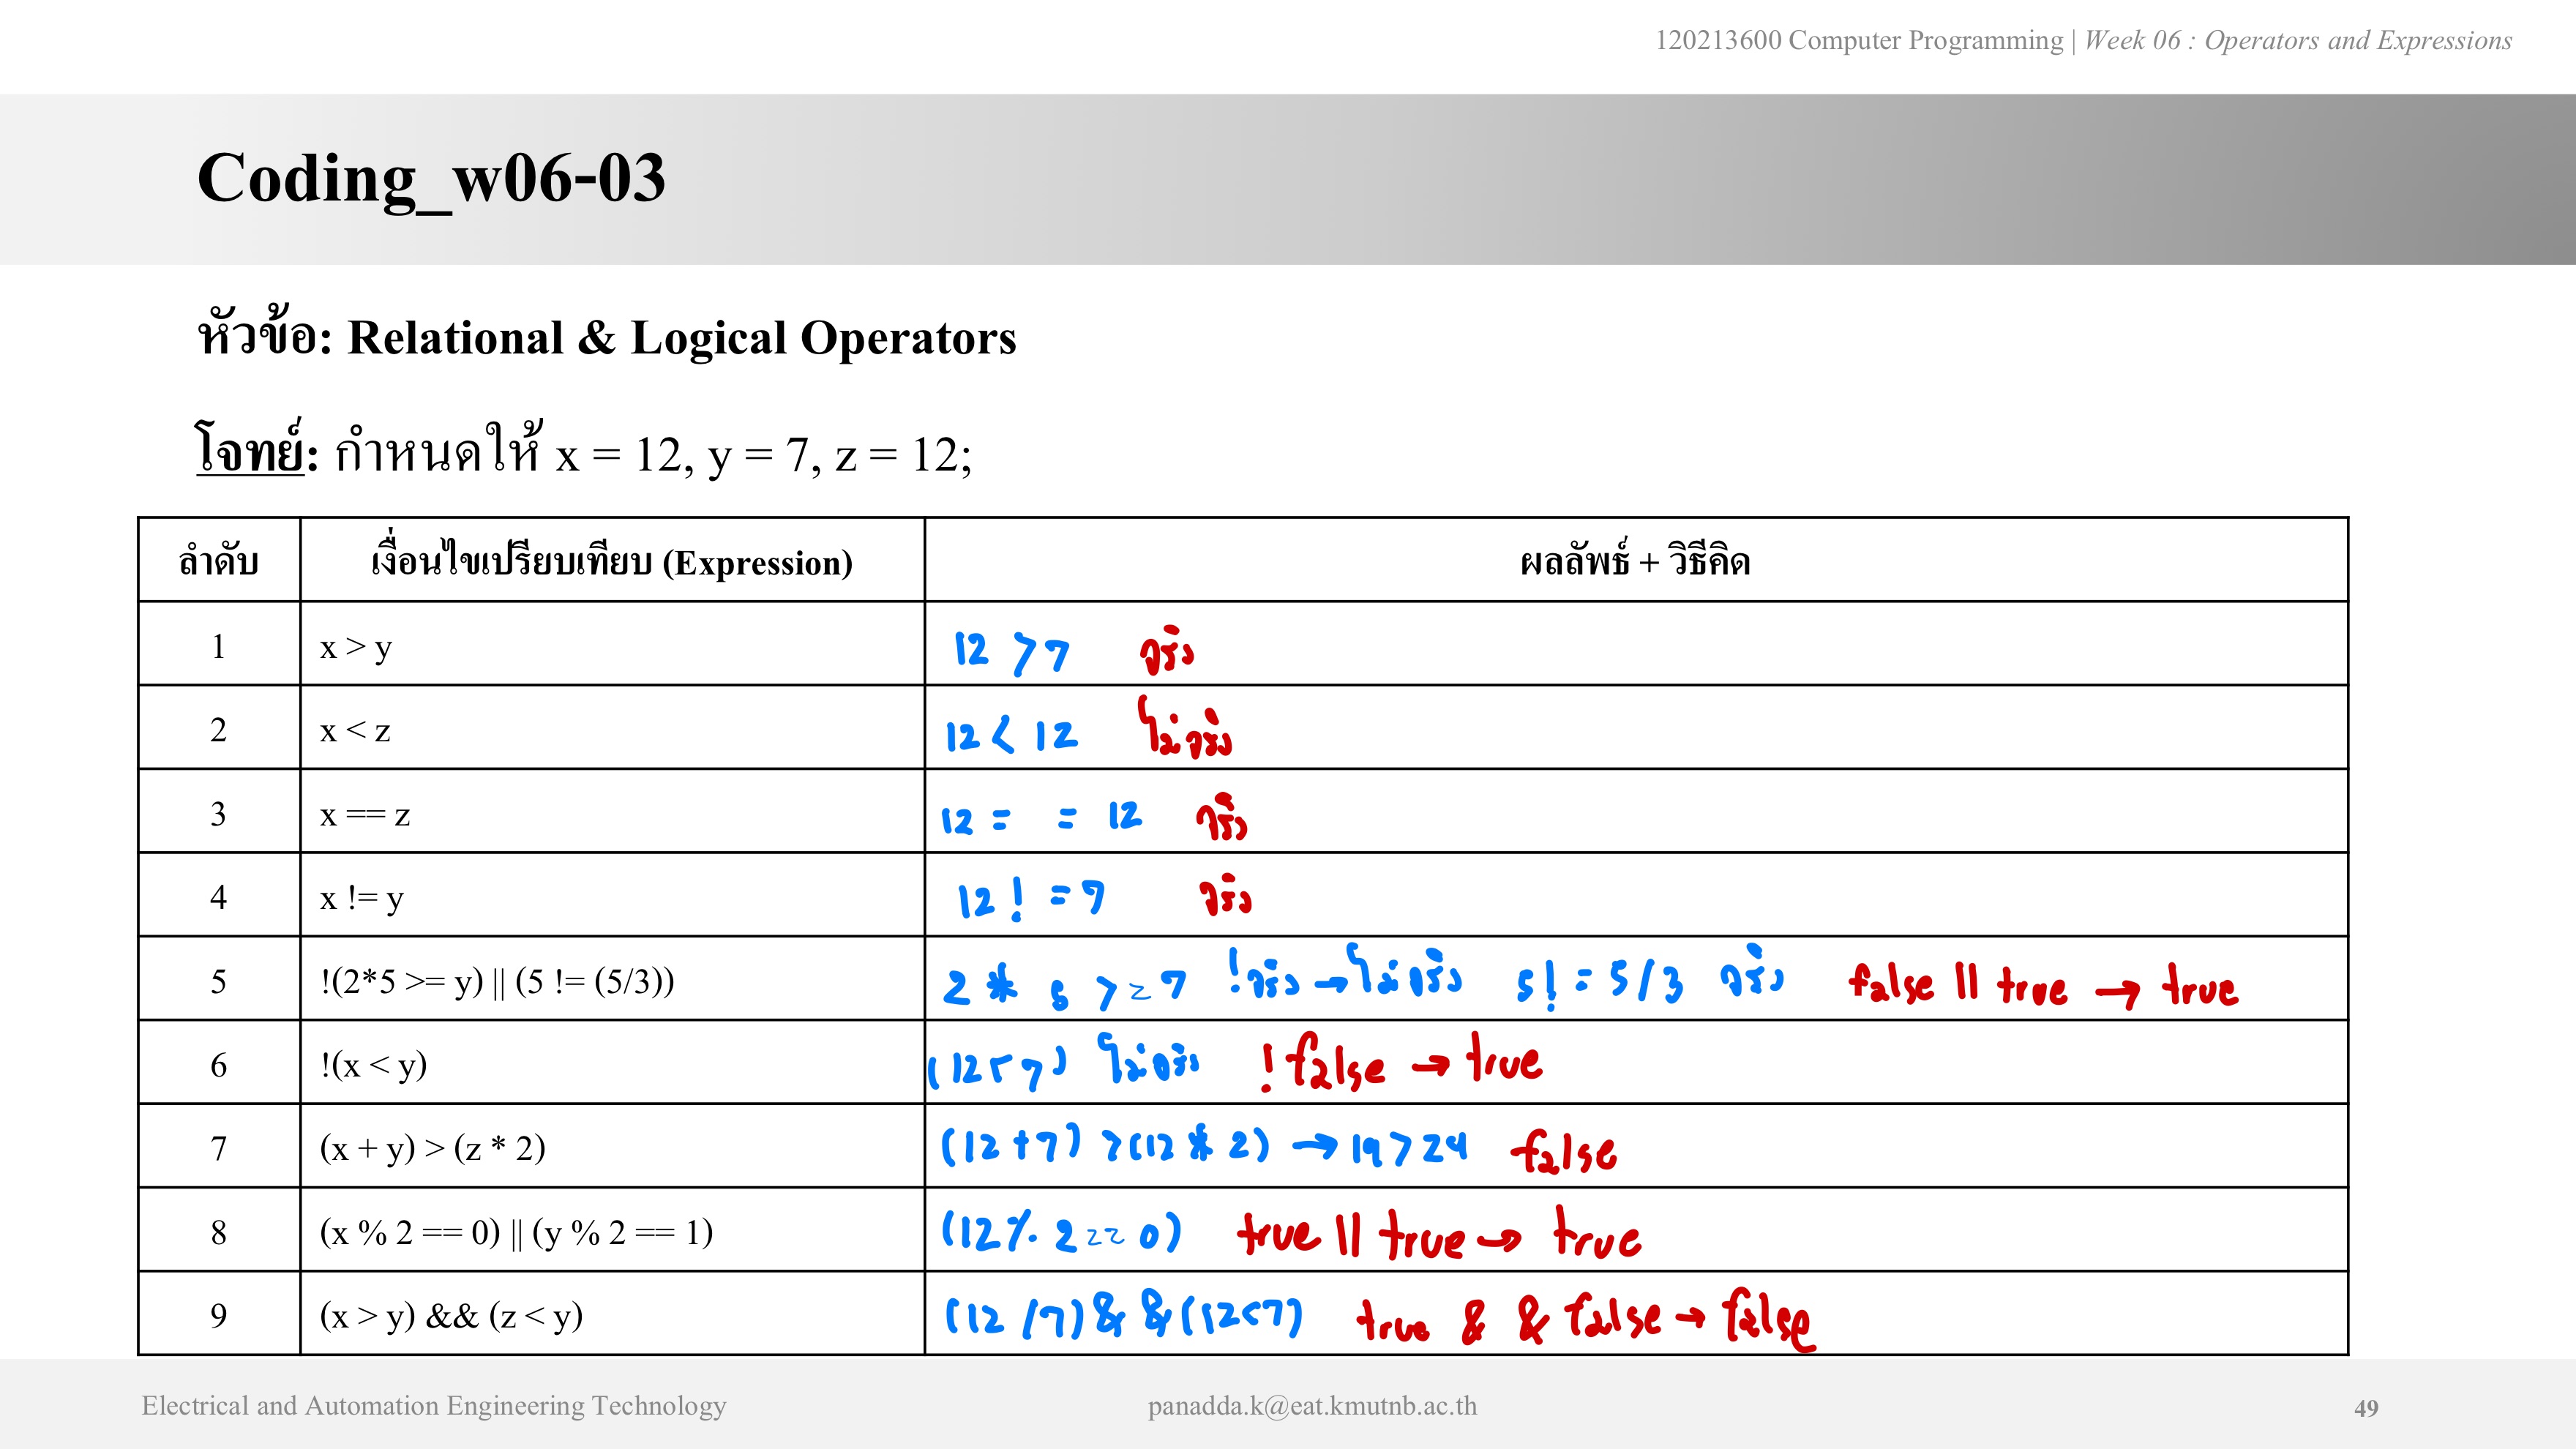 120213600 Computer Programming | Week 06 : Operators and Expressions
Coding_w06-03
หัวข้อ: Relational & Logical Operators
โจทย์: กำหนดให้ x = 12, y = 7, z = 12;
ลำดับ เงื่อนไขเปรียบเทียบ (Expression) ผลลัพธ์ + วิธีคิด
1 x > y 12 > 7 จริง
2 x < z 12 < 12 ไม่จริง
3 x == z 12 = = 12 จริง
4 x != y 12 ! = 7 จริง
5 !(2*5 >= y) || (5 != (5/3)) 2 * 5 >= 7 !จริง → ไม่จริง 5! = 5/3 จริง false || true → true
6 !(x < y) (12 < 7) ไม่จริง ! false → true
7 (x + y) > (z * 2) (12 + 7) > (12 * 2) → 19 > 24 false
8 (x % 2 == 0) || (y % 2 == 1) (12 % 2 == 0) true || true → true
9 (x > y) && (z < y) (12 /7) & & (12<7) true & & false → false
Electrical and Automation Engineering Technology panadda.k@eat.kmutnb.ac.th 49